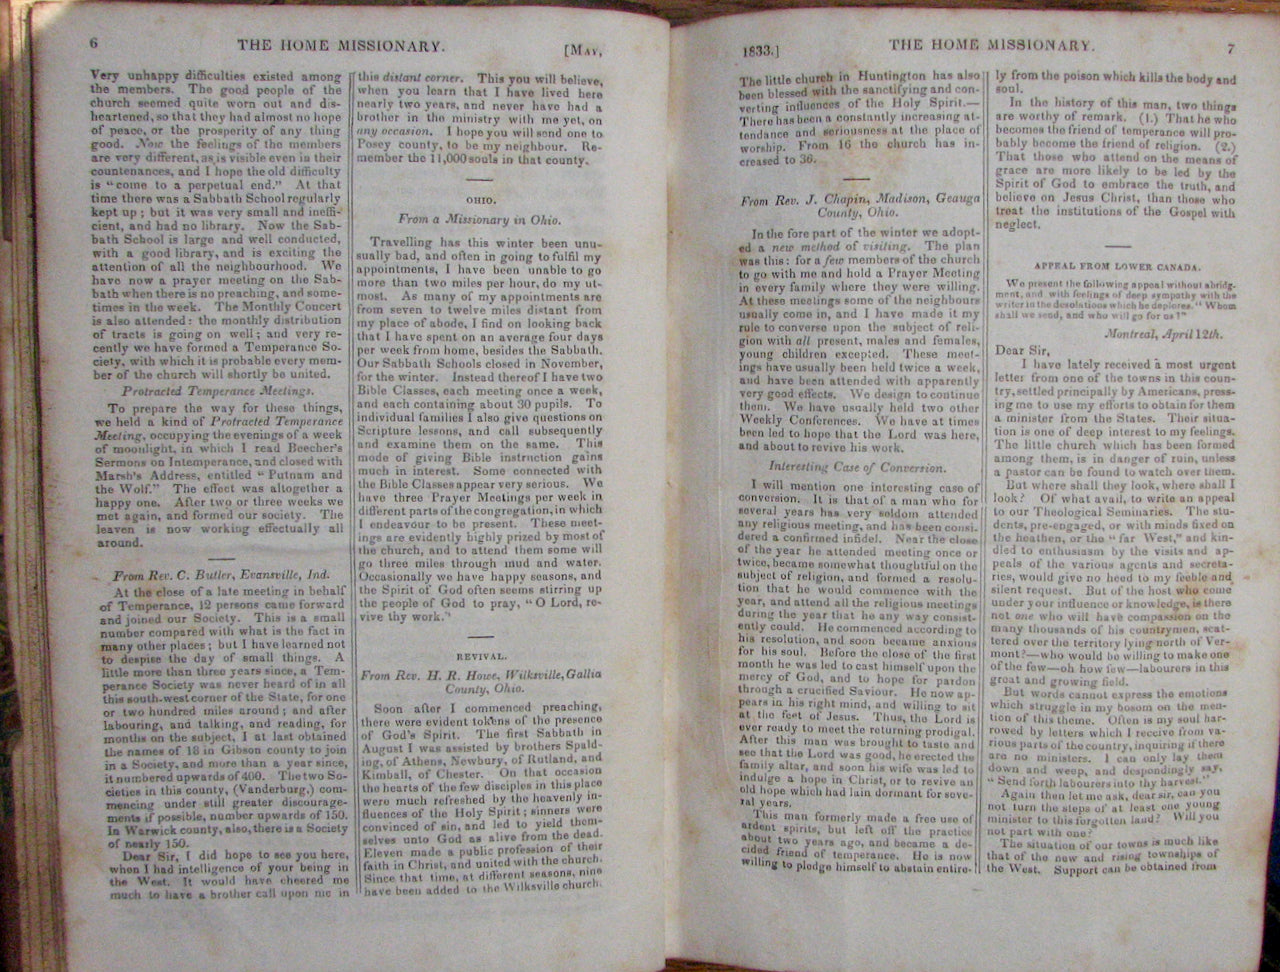 6
THE HOME MISSIONARY.
[May,
Very unhappy difficulties existed among
the members. The good people of the
church seemed quite worn out and dis-
heartened, so that they had almost no hope
of peace, or the prosperity of any thing
good. Now the feelings of the members
are very different, as is visible even in their
countenances, and I hope the old difficulty
is "come to a perpetual end." At that
time there was a Sabbath School regularly
kept up; but it was very small and ineffi-
cient, and had no library. Now the Sab-
bath School is large and well conducted,
with a good library, and is exciting the
attention of all the neighbourhood. We
have now a prayer meeting on the Sab-
bath when there is no preaching, and some-
times in the week. The Monthly Concert
is also attended: the monthly distribution
of tracts is going on well; and very re-
cently we have formed a Temperance So-
ciety, with which it is probable every mem-
ber of the church will shortly be united.
Protracted Temperance Meetings.
To prepare the way for these things,
we held a kind of Protracted Temperance
Meeting, occupying the evenings of a week
of moonlight, in which I read Beecher's
Sermons on Intemperance, and closed with
Marsh's Address, entitled "Putnam and
the Wolf." The effect was altogether a
happy one. After two or three weeks we
met again, and formed our society. The
leaven is now working effectually all
around.
From Rev. C. Butler, Evansville, Ind.
At the close of a late meeting in behalf
of Temperance, 12 persons came forward
and joined our Society. This is a small
number compared with what is the fact in
many other places; but I have learned not
to despise the day of small things. A
little more than three years since, a Tem-
perance Society was never heard of in all
this south-west corner of the State, for one
or two hundred miles around; and after
labouring, and talking, and reading, for
months on the subject, I at last obtained
the names of 18 in Gibson county to join
in a Society, and more than a year since,
it numbered upwards of 400. The two So-
cieties in this county, (Vanderburg,) com-
mencing under still greater discourage-
ments if possible, number upwards of 150.
In Warwick county, also, there is a Society
of nearly 150.
Dear Sir, I did hope to see you here,
when I had intelligence of your being in
the West. It would have cheered me
much to have a brother call upon me in
this distant corner. This you will believe,
when you learn that I have lived here
nearly two years, and never have had a
brother in the ministry with me yet, on
any occasion. I hope you will send one to
Posey county, to be my neighbour. Re-
member the 11,000 souls in that county.
OHIO.
From a Missionary in Ohio.
Travelling has this winter been unu-
sually bad, and often in going to fulfil my
appointments, I have been unable to go
more than two miles per hour, do my ut-
most. As many of my appointments are
from seven to twelve miles distant from
my place of abode, I find on looking back
that I have spent on an average four days
per week from home, besides the Sabbath.
Our Sabbath Schools closed in November,
for the winter. Instead thereof I have two
Bible Classes, each meeting once a week,
and each containing about 30 pupils. To
individual families I also give questions on
Scripture lessons, and call subsequently
and examine them on the same. This
mode of giving Bible instruction gains
much in interest. Some connected with
the Bible Classes appear very serious. We
have three Prayer Meetings per week in
different parts of the congregation, in which
I endeavour to be present. These meet-
ings are evidently highly prized by most of
the church, and to attend them some will
go three miles through mud and water.
Occasionally we have happy seasons, and
the Spirit of God often seems stirring up
the people of God to pray, "O Lord, re-
vive thy work."
REVIVAL.
From Rev. H. R. Howe, Wilksville, Gallia
County, Ohio.
Soon after I commenced preaching,
there were evident tokens of the presence
of God's Spirit. The first Sabbath in
August I was assisted by brothers Spald-
ing, of Athens, Newbury, of Rutland, and
Kimball, of Chester. On that occasion
the hearts of the few disciples in this place
were much refreshed by the heavenly in-
fluences of the Holy Spirit; sinners were
convinced of sin, and led to yield them-
selves unto God as alive from the dead.
Eleven made a public profession of their
faith in Christ, and united with the church.
Since that time, at different seasons, nine
have been added to the Wilksville church.
1833.]
THE HOME MISSIONARY.
7
The little church in Huntington has also
been blessed with the sanctifying and con-
verting influences of the Holy Spirit.—
There has been a constantly increasing at-
tendance and seriousness at the place of
worship. From 16 the church has in-
creased to 36.
From Rev. J. Chapin, Madison, Geauga
County, Ohio.
In the fore part of the winter we adopt-
ed a new method of visiting. The plan
was this: for a few members of the church
to go with me and hold a Prayer Meeting
in every family where they were willing.
At these meetings some of the neighbours
usually come in, and I have made it my
rule to converse upon the subject of reli-
gion with all present, males and females,
young children excepted. These meet-
ings have usually been held twice a week,
and have been attended with apparently
very good effects. We design to continue
them. We have usually held two other
Weekly Conferences. We have at times
been led to hope that the Lord was here,
and about to revive his work.
Interesting Case of Conversion.
I will mention one interesting case of
conversion. It is that of a man who for
several years has very seldom attended
any religious meeting, and has been consi-
dered a confirmed infidel. Near the close
of the year he attended meeting once or
twice, became somewhat thoughtful on the
subject of religion, and formed a resolu-
tion that he would commence with the
year, and attend all the religious meetings
during the year that he any way consist-
ently could. He commenced according to
his resolution, and soon became anxious
for his soul. Before the close of the first
month he was led to cast himself upon the
mercy of God, and to hope for pardon
through a crucified Saviour. He now ap-
pears in his right mind, and willing to sit
at the feet of Jesus. Thus, the Lord is
ever ready to meet the returning prodigal.
After this man was brought to taste and
see that the Lord was good, he erected the
family altar, and soon his wife was led to
indulge a hope in Christ, or to revive an
old hope which had lain dormant for seve-
ral years.
This man formerly made a free use of
ardent spirits, but left off the practice
about two years ago, and became a de-
cided friend of temperance. He is now
willing to pledge himself to abstain entire-
ly from the poison which kills the body and
soul.
In the history of this man, two things
are worthy of remark. (1.) That he who
becomes the friend of temperance will pro-
bably become the friend of religion. (2.)
That those who attend on the means of
grace are more likely to be led by the
Spirit of God to embrace the truth, and
believe on Jesus Christ, than those who
treat the institutions of the Gospel with
neglect.
APPEAL FROM LOWER CANADA.
We present the following appeal without abridg-
ment, and with feelings of deep sympathy with the
writer in the desolations which he deplores. "Whom
shall we send, and who will go for us?"
Montreal, April 12th.
Dear Sir,
I have lately received a most urgent
letter from one of the towns in this coun-
try, settled principally by Americans, press-
ing me to use my efforts to obtain for them
a minister from the States. Their situa-
tion is one of deep interest to my feelings.
The little church which has been formed
among them, is in danger of ruin, unless
a pastor can be found to watch over them.
But where shall they look, where shall I
look? Of what avail, to write an appeal
to our Theological Seminaries. The stu-
dents, pre-engaged, or with minds fixed on
the heathen, or the "far West," and kin-
dled to enthusiasm by the visits and ap-
peals of the various agents and secreta-
ries, would give no heed to my feeble and
silent request. But of the host who come
under your influence or knowledge, is there
not one who will have compassion on the
many thousands of his countrymen, scat-
tered over the territory lying north of Ver-
mont?—who would be willing to make one
of the few—oh how few—labourers in this
great and growing field.
But words cannot express the emotions
which struggle in my bosom on the men-
tion of this theme. Often is my soul har-
rowed by letters which I receive from va-
rious parts of the country, inquiring if there
are no ministers. I can only lay them
down and weep, and despondingly say,
"Send forth labourers into thy harvest."
Again then let me ask, dear sir, can you
not turn the steps of at least one young
minister to this forgotten land? Will you
not part with one?
The situation of our towns is much like
that of the new and rising townships of
the West. Support can be obtained from